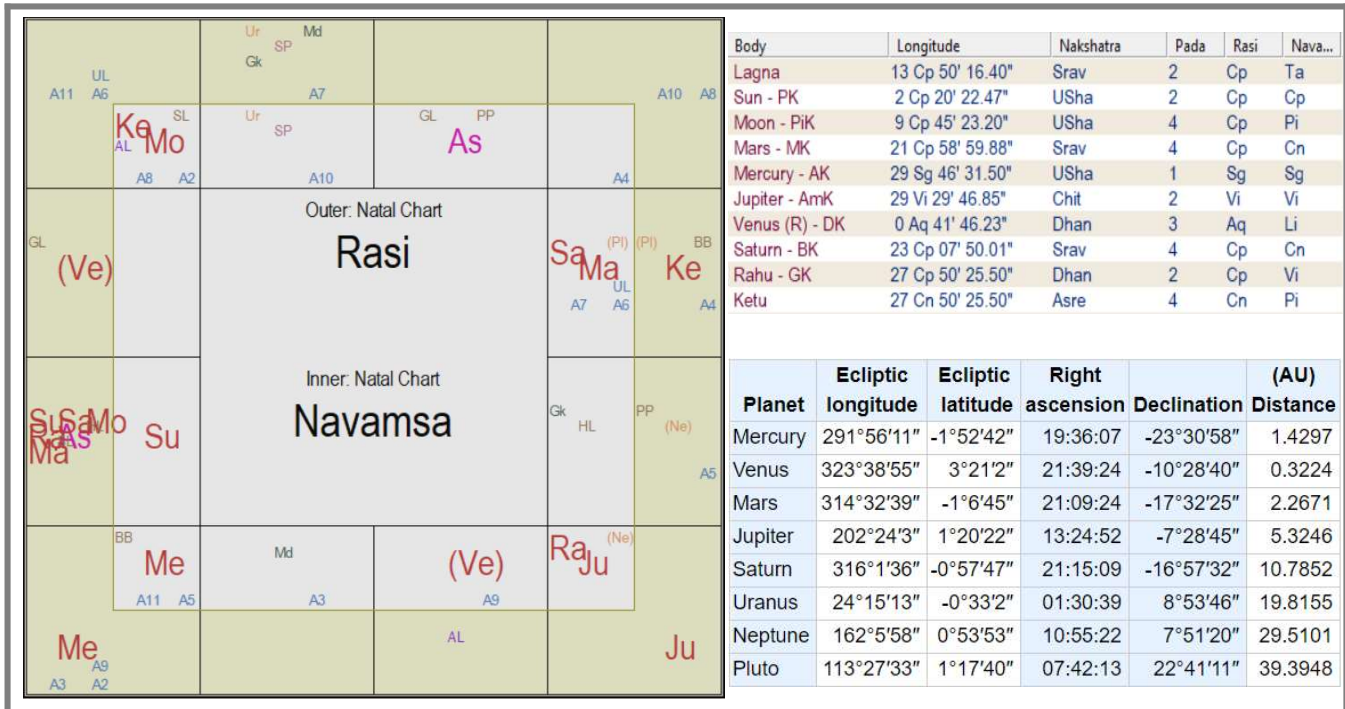 Ur Md
SP
Gk
UL
A11 A6 A7 A10 A8
Ke SL Ur GL PP
AL Mo SP As
A8 A2 A10 A4
Outer: Natal Chart
Rasi
GL
(Ve)
Sa (Pl) (Pl) BB
Ma Ke
UL
A7 A6 A4
Inner: Natal Chart
Navamsa
Su Sa Mo
Ra As Su
Ma
Gk HL PP (Ne)
A5
BB Md Ra (Ne)
Me (Ve) Ju
A11 A5 A3 A9
Me AL Ju
A9
A3 A2
Body Longitude Nakshatra Pada Rasi Nava...
Lagna 13 Cp 50' 16.40" Srav 2 Cp Ta
Sun - PK 2 Cp 20' 22.47" USha 2 Cp Cp
Moon - PiK 9 Cp 45' 23.20" USha 4 Cp Pi
Mars - MK 21 Cp 58' 59.88" Srav 4 Cp Cn
Mercury - AK 29 Sg 46' 31.50" USha 1 Sg Sg
Jupiter - AmK 29 Vi 29' 46.85" Chit 2 Vi Vi
Venus (R) - DK 0 Aq 41' 46.23" Dhan 3 Aq Li
Saturn - BK 23 Cp 07' 50.01" Srav 4 Cp Cn
Rahu - GK 27 Cp 50' 25.50" Dhan 2 Cp Vi
Ketu 27 Cn 50' 25.50" Asre 4 Cn Pi
Ecliptic Ecliptic Right (AU)
Planet longitude latitude ascension Declination Distance
Mercury 291°56′11″ -1°52′42″ 19:36:07 -23°30′58″ 1.4297
Venus 323°38′55″ 3°21′2″ 21:39:24 -10°28′40″ 0.3224
Mars 314°32′39″ -1°6′45″ 21:09:24 -17°32′25″ 2.2671
Jupiter 202°24′3″ 1°20′22″ 13:24:52 -7°28′45″ 5.3246
Saturn 316°1′36″ -0°57′47″ 21:15:09 -16°57′32″ 10.7852
Uranus 24°15′13″ -0°33′2″ 01:30:39 8°53′46″ 19.8155
Neptune 162°5′58″ 0°53′53″ 10:55:22 7°51′20″ 29.5101
Pluto 113°27′33″ 1°17′40″ 07:42:13 22°41′11″ 39.3948